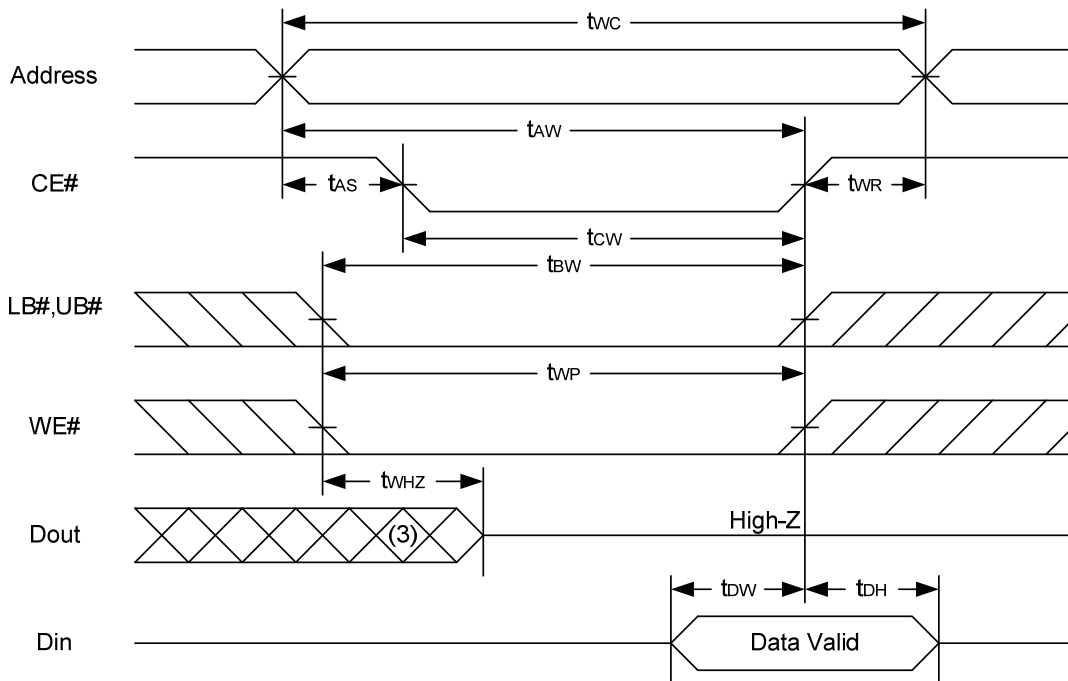 tWC
Address
tAW
CE#
tAS
tWR
tCW
tBW
LB#,UB#
tWP
WE#
tWHZ
Dout
(3)
High-Z
tDW
tDH
Din
Data Valid